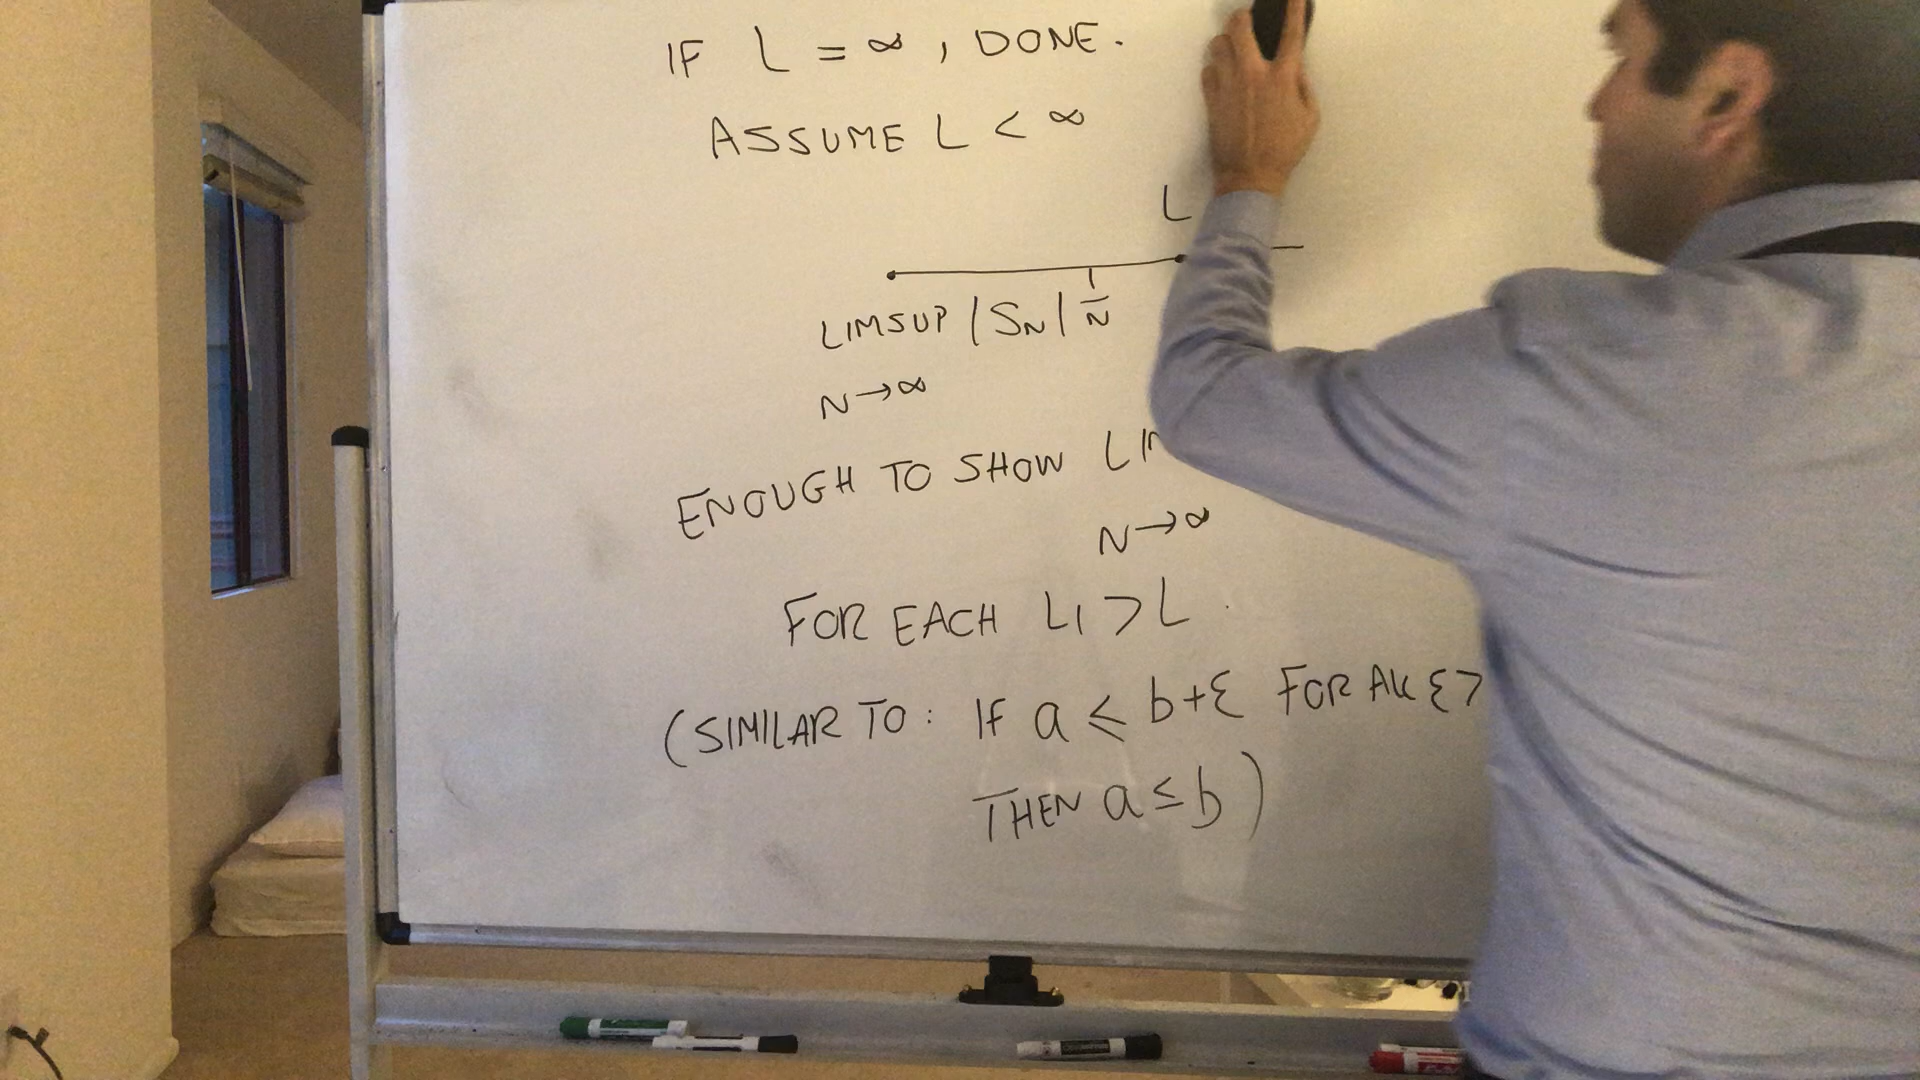 IF L = ∞, DONE.
ASSUME L < ∞
L
LIMSUP |SN|^1/N
N→∞
ENOUGH TO SHOW
N→∞
FOR EACH L1 > L.
(SIMILAR TO: IF a ≤ b+ε FOR ALL ε>
THEN a ≤ b)